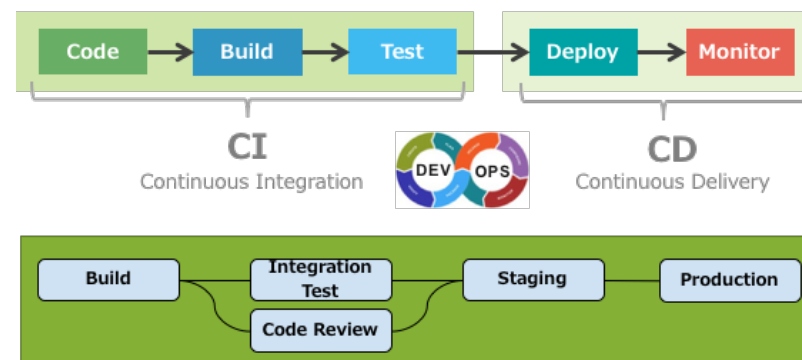 Code
Build
Test
Deploy
Monitor
CI
Continuous Integration
DEV
OPS
CD
Continuous Delivery
Build
Integration
Test
Code Review
Staging
Production